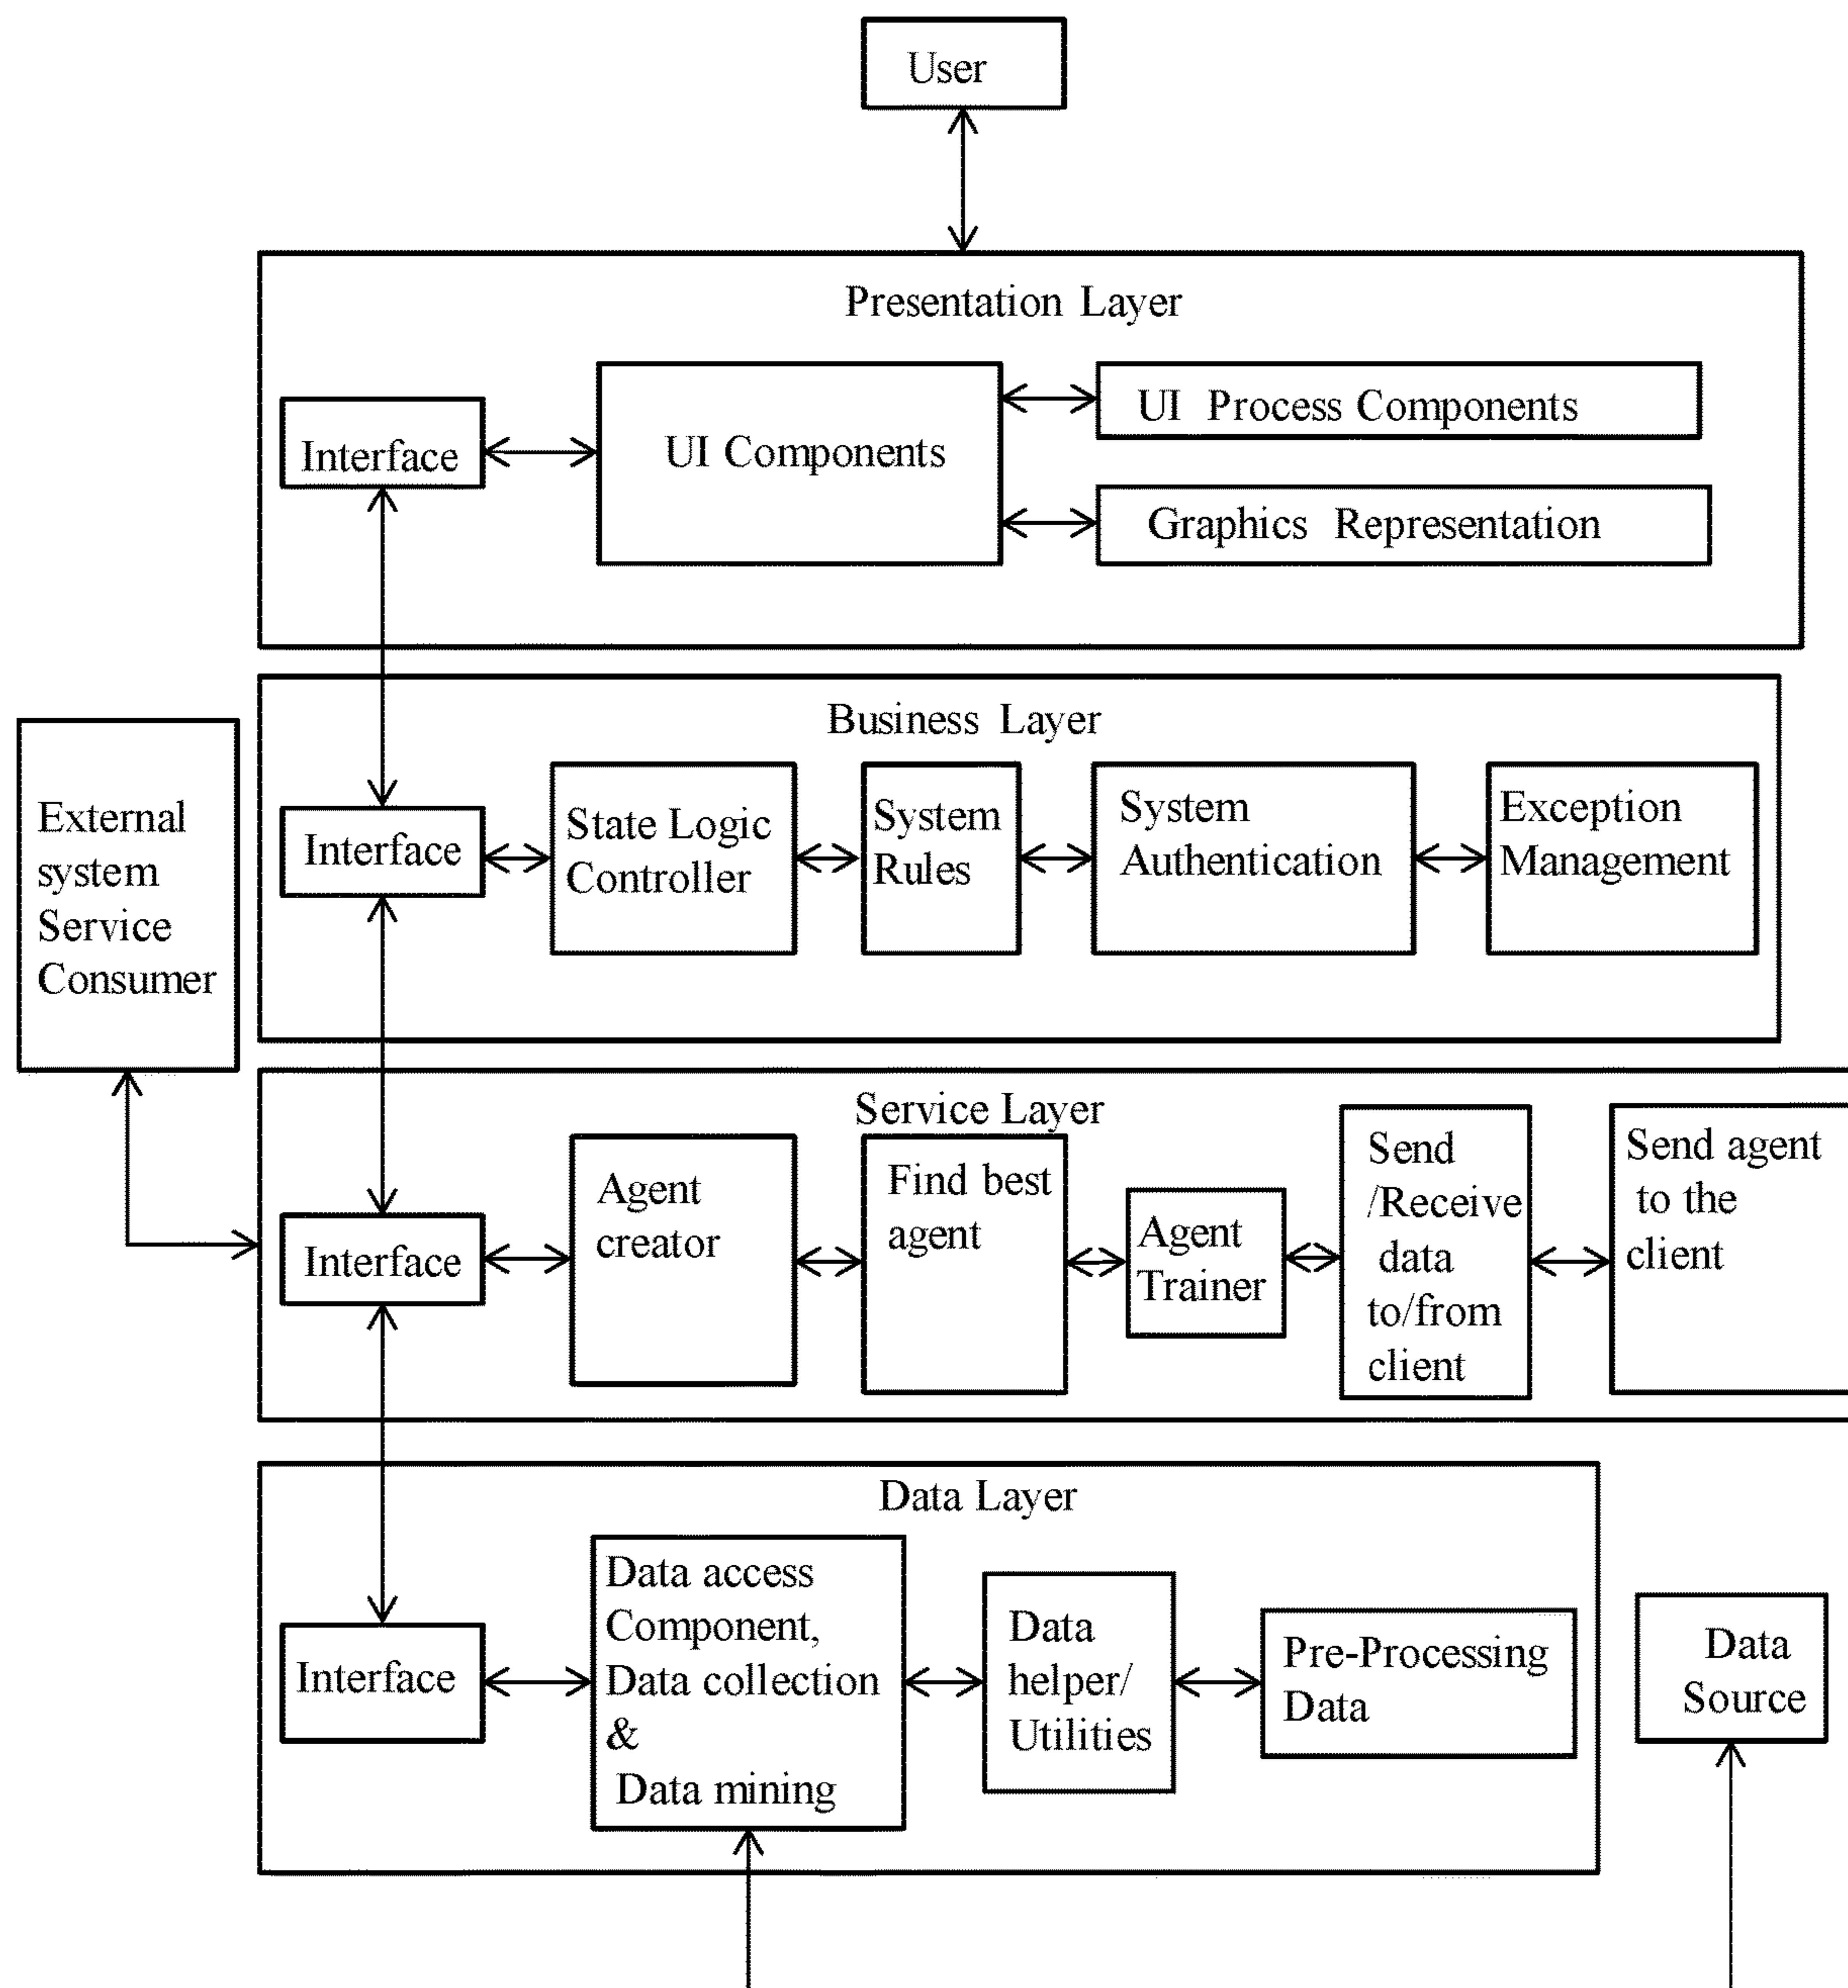 User
Presentation Layer
Interface
UI Components
UI Process Components
Graphics Representation
Business Layer
External
system
Service
Consumer
Interface
State Logic
Controller
System
Rules
System
Authentication
Exception
Management
Service Layer
Interface
Agent
creator
Find best
agent
Agent
Trainer
Send
/Receive
data
to/from
client
Send agent
to the
client
Data Layer
Interface
Data access
Component,
Data collection
&
Data mining
Data
helper/
Utilities
Pre-Processing
Data
Data
Source